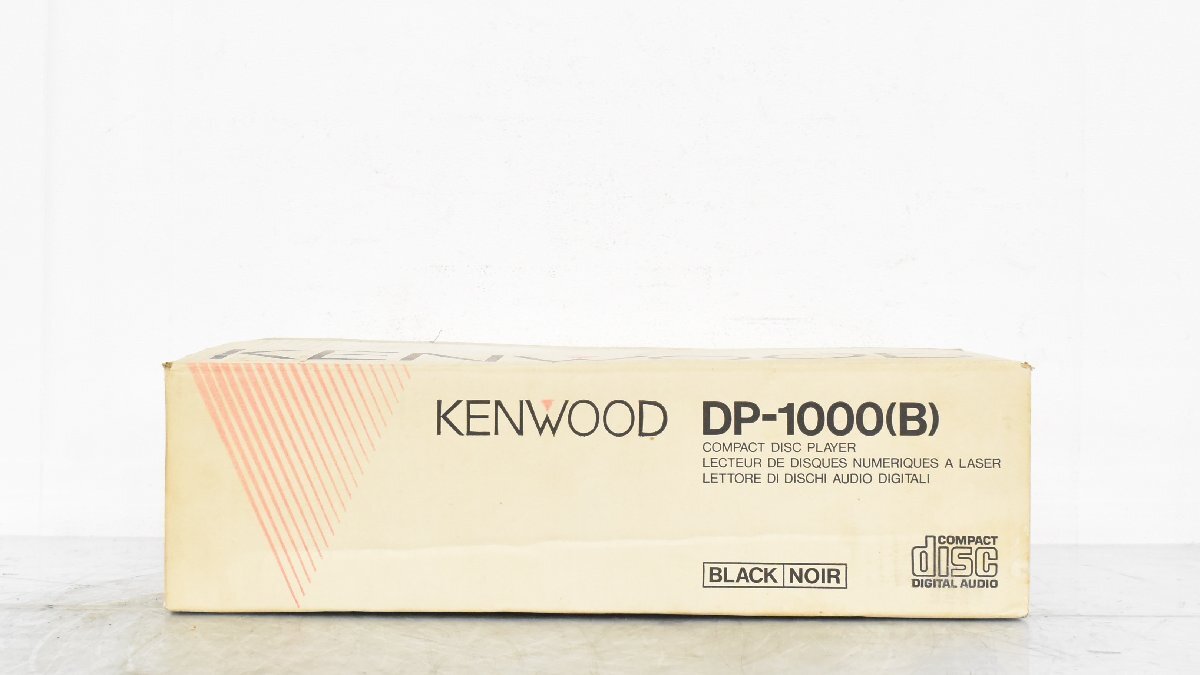 KENWOOD
KENWOOD DP-1000(B)
COMPACT DISC PLAYER
LECTEUR DE DISQUES NUMERIQUES A LASER
LETTORE DI DISCHI AUDIO DIGITALI
BLACK NOIR
COMPACT
disc
DIGITAL AUDIO